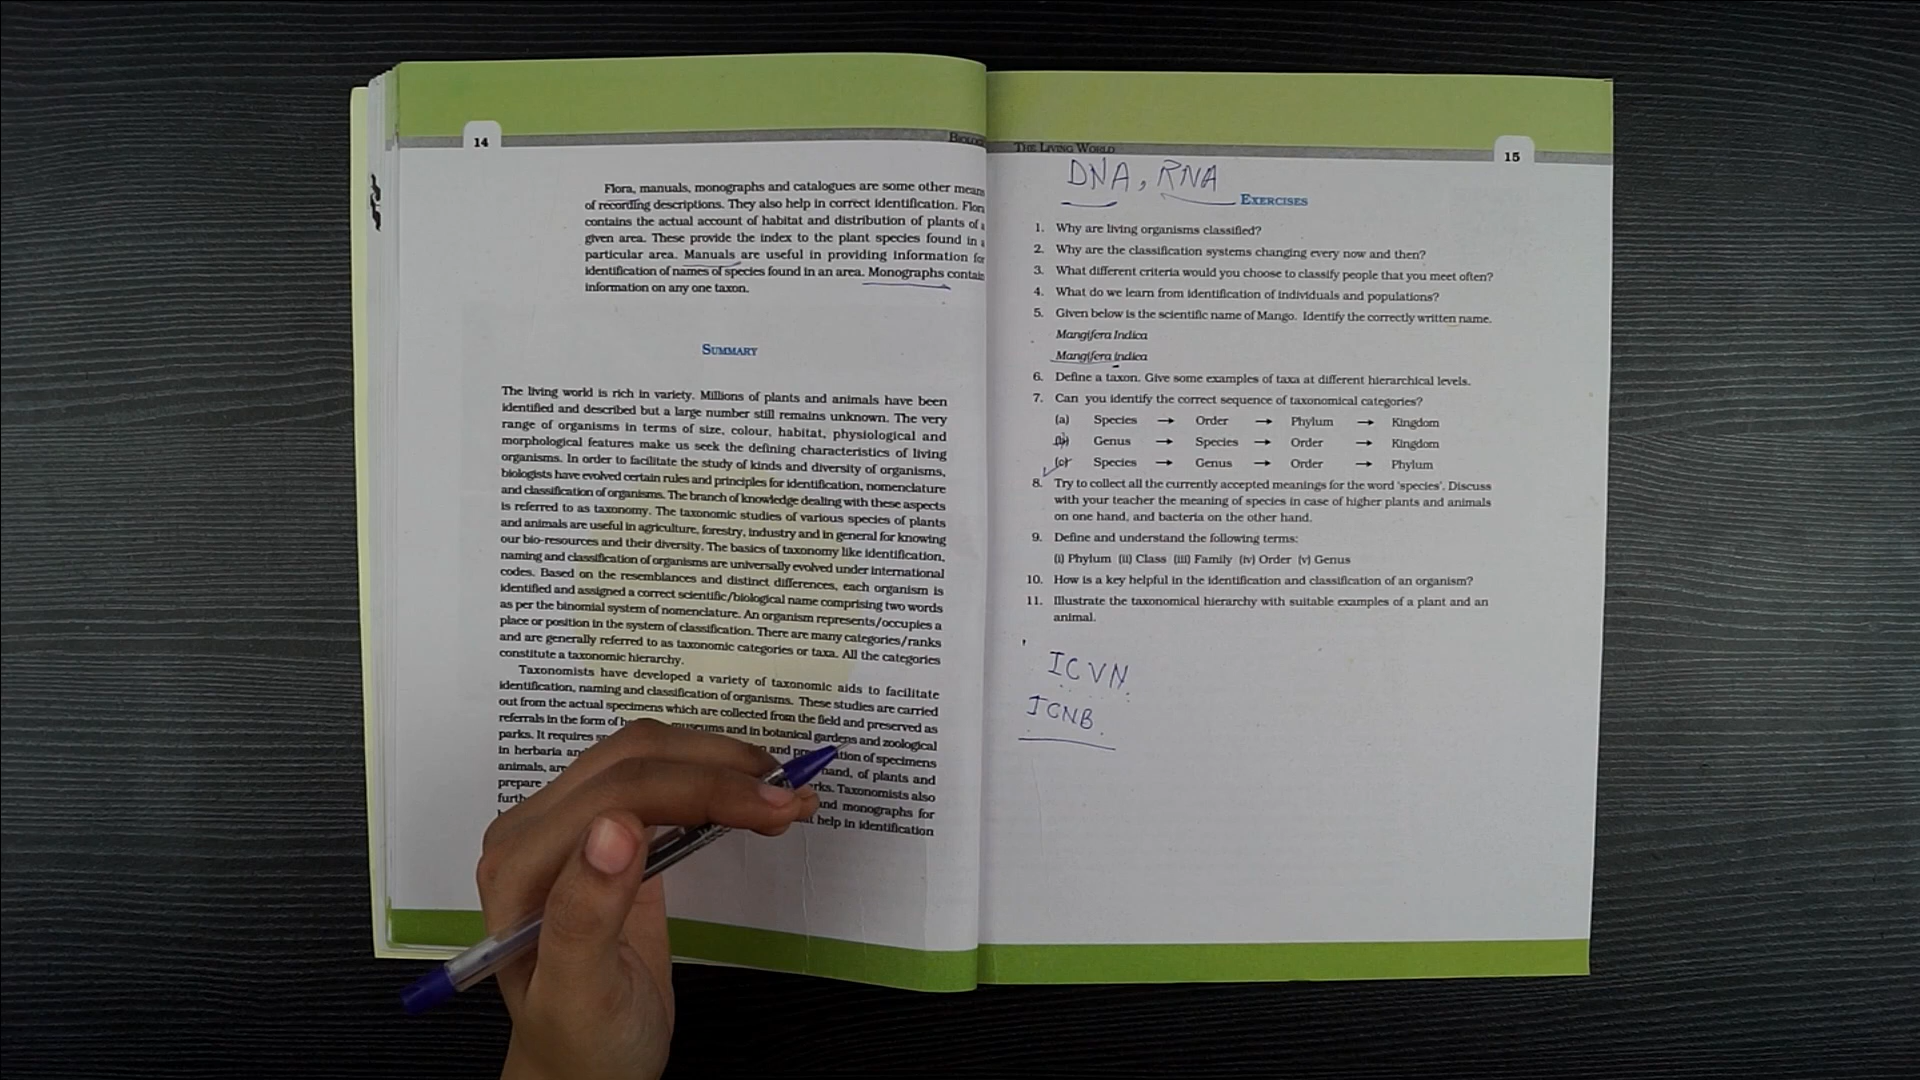 14
BIOLOG
Flora, manuals, monographs and catalogues are some other means
of recording descriptions. They also help in correct identification. Flora
contains the actual account of habitat and distribution of plants of a
given area. These provide the index to the plant species found in a
particular area. Manuals are useful in providing information for
identification of names of species found in an area. Monographs contain
information on any one taxon.
SUMMARY
The living world is rich in variety. Millions of plants and animals have been
identified and described but a large number still remains unknown. The very
range of organisms in terms of size, colour, habitat, physiological and
morphological features make us seek the defining characteristics of living
organisms. In order to facilitate the study of kinds and diversity of organisms,
biologists have evolved certain rules and principles for identification, nomenclature
and classification of organisms. The branch of knowledge dealing with these aspects
is referred to as taxonomy. The taxonomic studies of various species of plants
and animals are useful in agriculture, forestry, industry and in general for knowing
our bio-resources and their diversity. The basics of taxonomy like identification,
naming and classification of organisms are universally evolved under international
codes. Based on the resemblances and distinct differences, each organism is
identified and assigned a correct scientific/biological name comprising two words
as per the binomial system of nomenclature. An organism represents/occupies a
place or position in the system of classification. There are many categories/ranks
and are generally referred to as taxonomic categories or taxa. All the categories
constitute a taxonomic hierarchy.
Taxonomists have developed a variety of taxonomic aids to facilitate
identification, naming and classification of organisms. These studies are carried
out from the actual specimens which are collected from the field and preserved as
referrals in the form of museums and in botanical gardens and zoological
parks. It requires and of specimens
in herbaria hand, of plants and
animals, are Taxonomists also
prepare and monographs for
help in identification
THE LIVING WORLD
15
DNA, RNA
EXERCISES
1. Why are living organisms classified?
2. Why are the classification systems changing every now and then?
3. What different criteria would you choose to classify people that you meet often?
4. What do we learn from identification of individuals and populations?
5. Given below is the scientific name of Mango. Identify the correctly written name.
Mangifera Indica
Mangifera indica
6. Define a taxon. Give some examples of taxa at different hierarchical levels.
7. Can you identify the correct sequence of taxonomical categories?
(a) Species → Order → Phylum → Kingdom
(b) Genus → Species → Order → Kingdom
(c) Species → Genus → Order → Phylum
8. Try to collect all the currently accepted meanings for the word 'species'. Discuss
with your teacher the meaning of species in case of higher plants and animals
on one hand, and bacteria on the other hand.
9. Define and understand the following terms:
(i) Phylum (ii) Class (iii) Family (iv) Order (v) Genus
10. How is a key helpful in the identification and classification of an organism?
11. Illustrate the taxonomical hierarchy with suitable examples of a plant and an
animal.
ICVN
ICNB